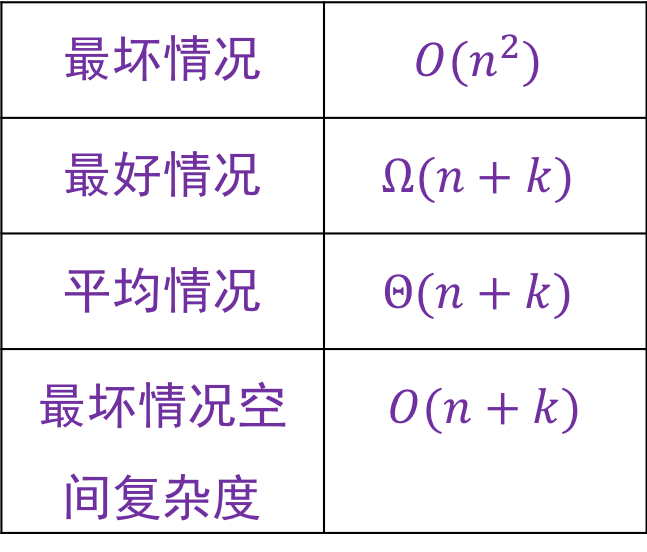 最坏情况 O(n²)
最好情况 Ω(n + k)
平均情况 Θ(n + k)
最坏情况空 O(n + k)
间复杂度